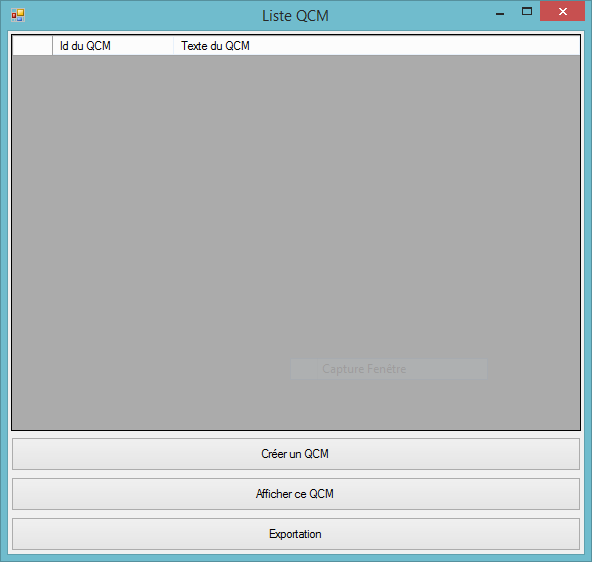 Liste QCM
Id du QCM Texte du QCM
Capture Fenêtre
Créer un QCM
Afficher ce QCM
Exportation